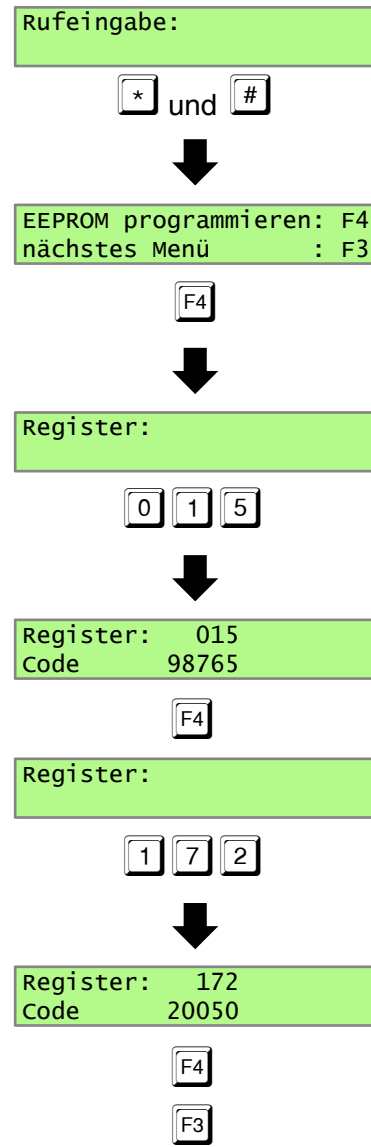 Rufeingabe:
* und #
EEPROM programmieren: F4
nächstes Menü : F3
F4
Register:
0 1 5
Register: 015
Code 98765
F4
Register:
1 7 2
Register: 172
Code 20050
F4
F3